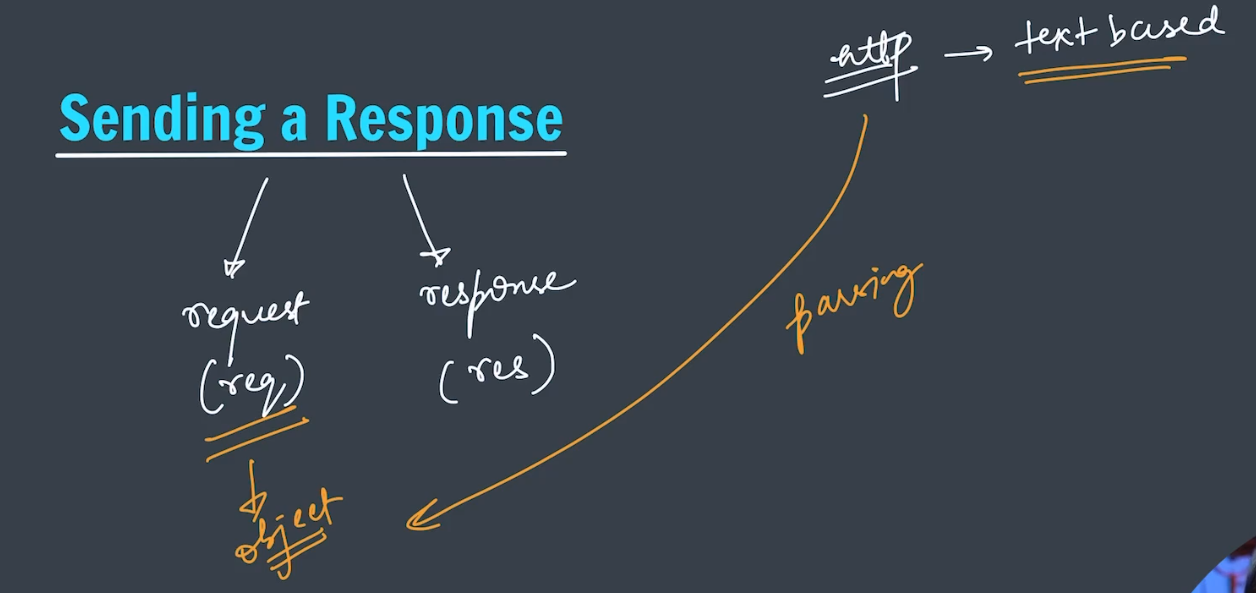 http → text based
Sending a Response
request
(req)
object
response
(res)
parsing